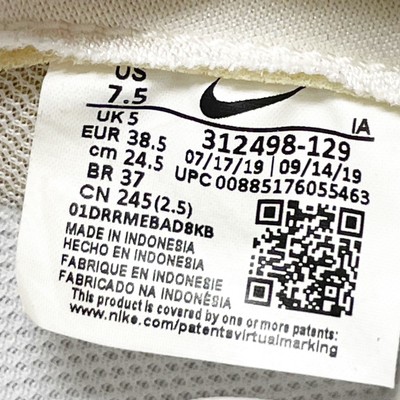 US
7.5
UK 5
EUR 38.5
cm 24.5
BR 37
CN 245(2.5)
IA
312498-129
07/17/19 | 09/14/19
UPC 00885176055463
01DRRMEBAD8KB
MADE IN INDONESIA
HECHO EN INDONESIA
FABRIQUE EN INDONESIE
FABRICADO NA INDONÉSIA
This product is covered by one or more patents:
www.nike.com/patentsvirtualmarking